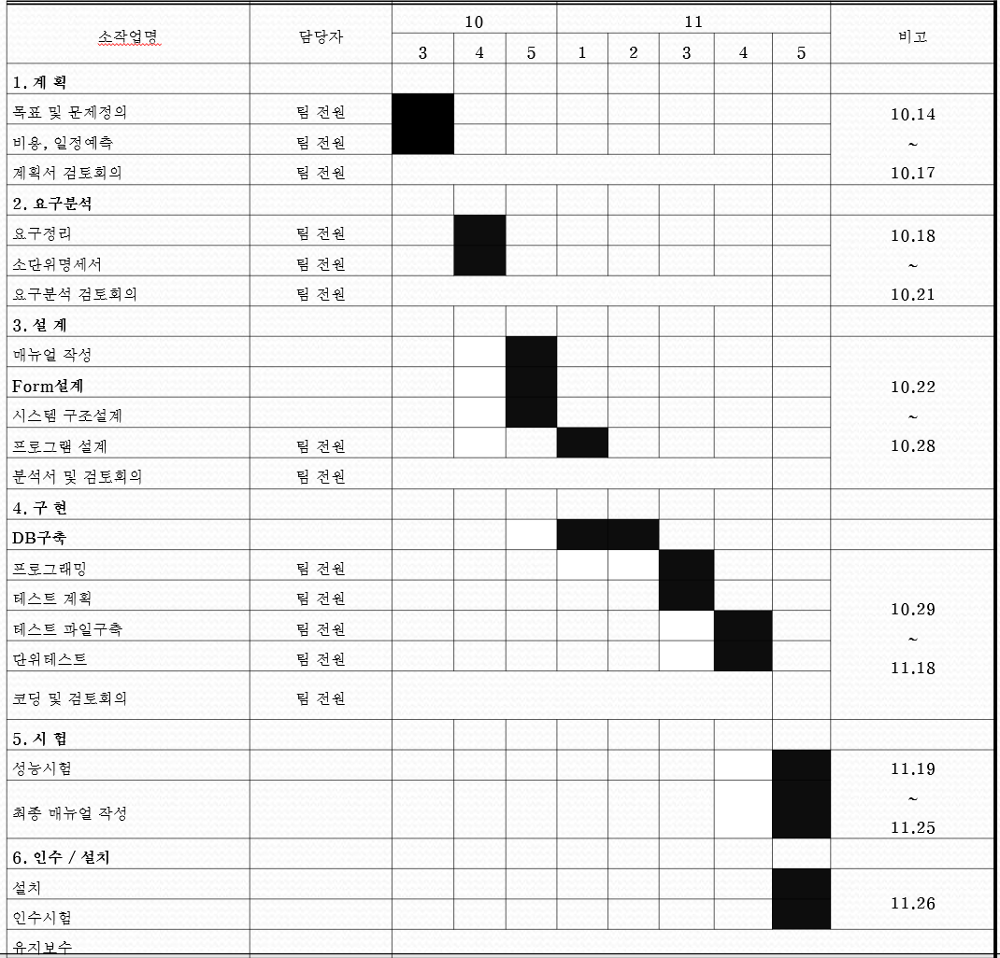 소작업명 담당자 10 11 비고
3 4 5 1 2 3 4 5
1. 계 획
목표 및 문제정의 팀 전원 10.14
비용, 일정예측 팀 전원 ~
계획서 검토회의 팀 전원 10.17
2. 요구분석
요구정리 팀 전원 10.18
소단위명세서 팀 전원 ~
요구분석 검토회의 팀 전원 10.21
3. 설 계
매뉴얼 작성
Form설계 10.22
시스템 구조설계 ~
프로그램 설계 팀 전원 10.28
분석서 및 검토회의 팀 전원
4. 구 현
DB구축
프로그래밍 팀 전원
테스트 계획 팀 전원 10.29
테스트 파일구축 팀 전원 ~
단위테스트 팀 전원 11.18
코딩 및 검토회의 팀 전원
5. 시 험
성능시험 11.19
~
최종 매뉴얼 작성 11.25
6. 인수 / 설치
설치 11.26
인수시험
유지보수